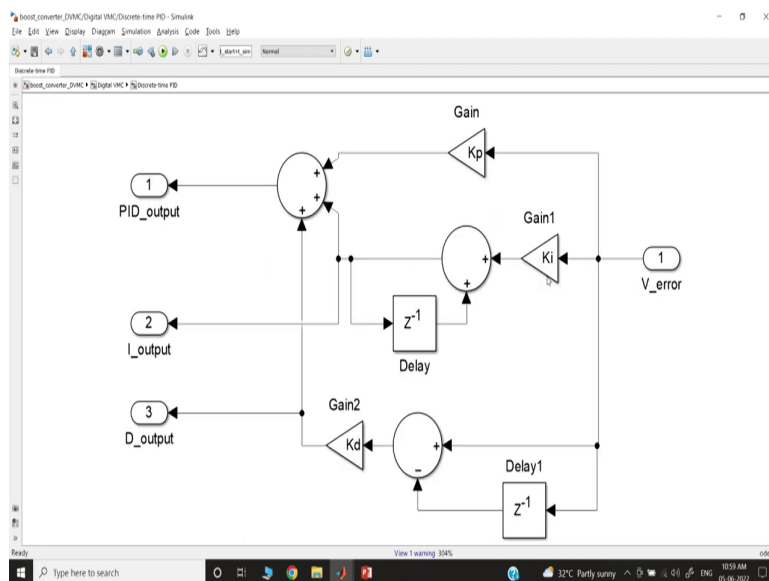 boost_converter_DVMC/Digital VMC/Discrete-time PID - Simulink
File Edit View Display Diagram Simulation Analysis Code Tools Help
Normal
Discrete-time PID
boost_converter_DVMC Digital VMC Discrete-time PID
Gain
Kp
1
PID_output
Gain1
Ki
1
V_error
2
I_output
Z-1
Delay
3
D_output
Gain2
Kd
Delay1
Z-1
Ready
View 1 warning 304%
Type here to search
32°C Partly sunny
ENG
10:59 AM
05-06-2022